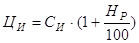 Ц_И = С_И · (1 + Н_Р / 100)